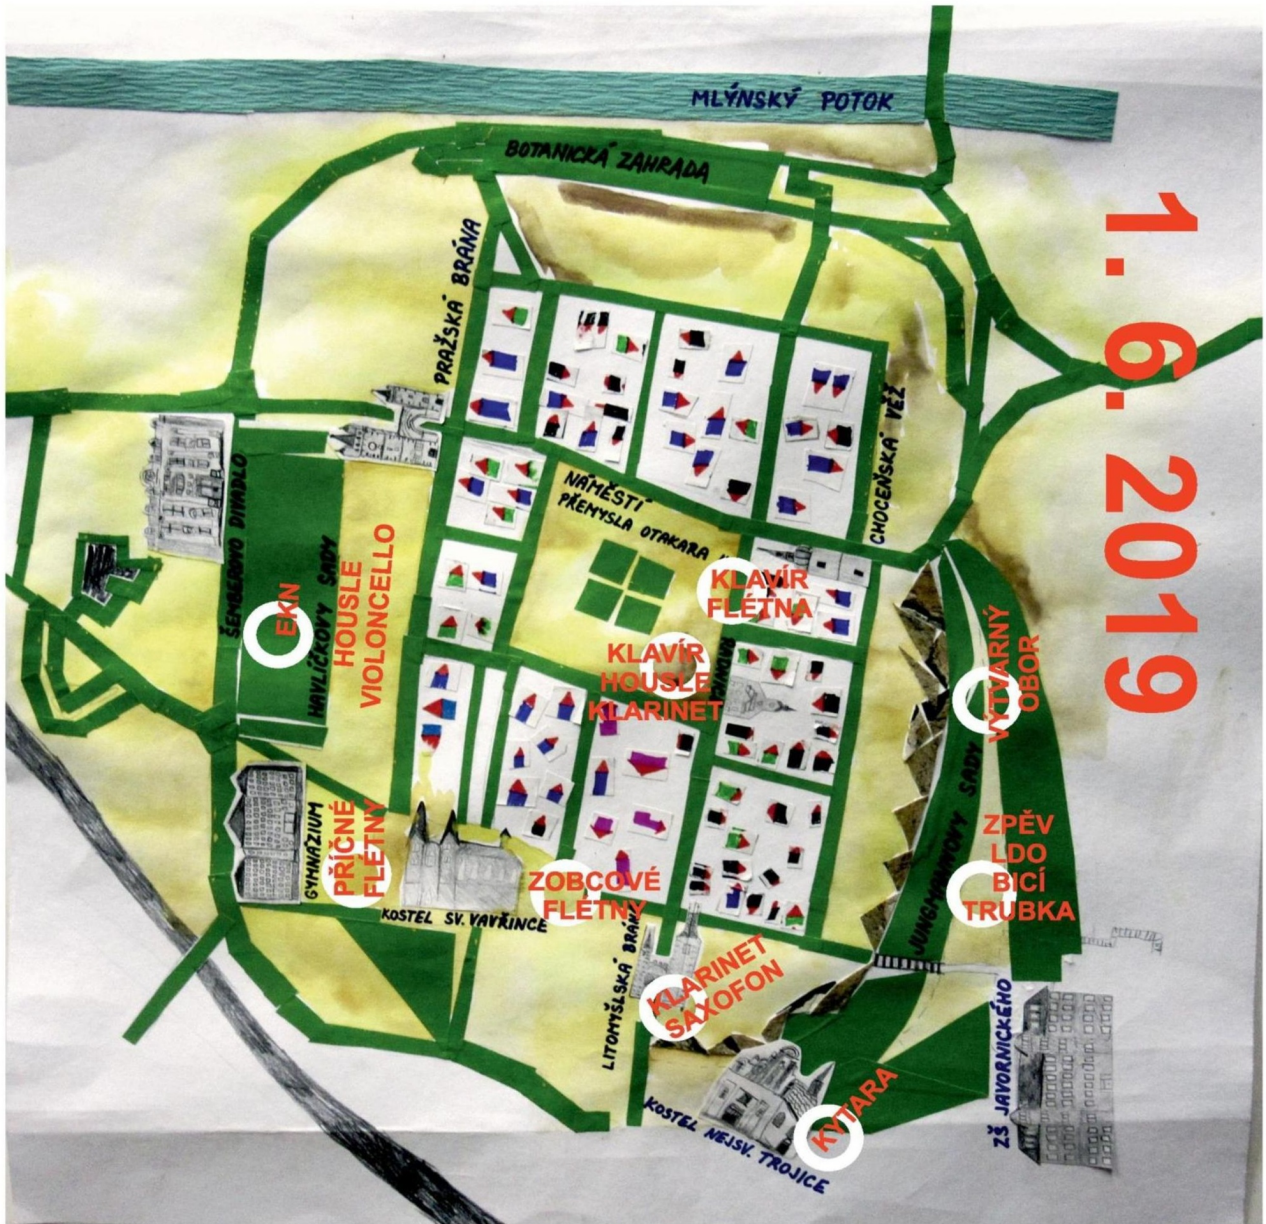 MLÝNSKÝ POTOK
BOTANICKÁ ZAHRADA
1. 6. 2019
PRAŽSKÁ BRÁNA
CHOCEŇSKÁ VĚŽ
NÁMĚSTÍ
PŘEMYSLA OTAKARA
ŠEMBEROVO DIVADLO
HAVLÍČKOVY SADY
EKN
HOUSLE
VIOLONCELLO
KLAVÍR
FLÉTNA
KLAVÍR
HOUSLE
KLARINET
VÝTVARNÝ
OBOR
JUNGMANNOVY SADY
ZPĚV
LDO
BICÍ
TRUBKA
GYMNÁZIUM
PŘÍČNÉ
FLÉTNY
KOSTEL SV. VAVŘINCE
ZOBCOVÉ
FLÉTNY
LITOMYŠLSKÁ BRÁNA
KLARINET
SAXOFON
KYTARA
KOSTEL NEJSV. TROJICE
ZŠ JAVORNICKÉHO